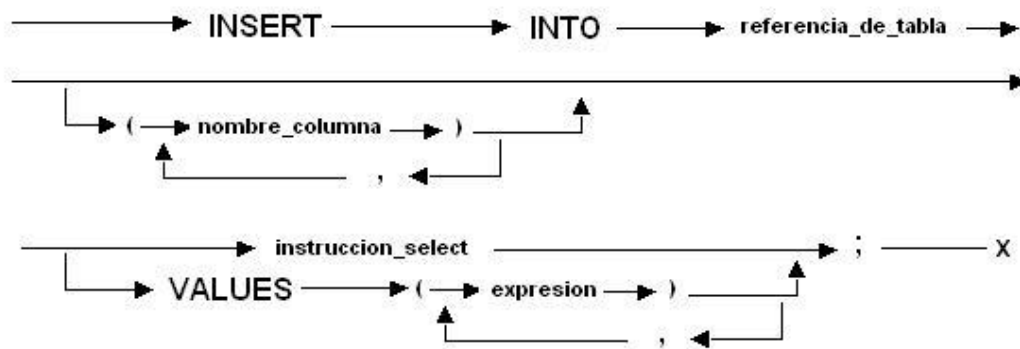 INSERT INTO referencia_de_tabla
( nombre_columna )
,
instruccion_select ; x
VALUES ( expresion )
,